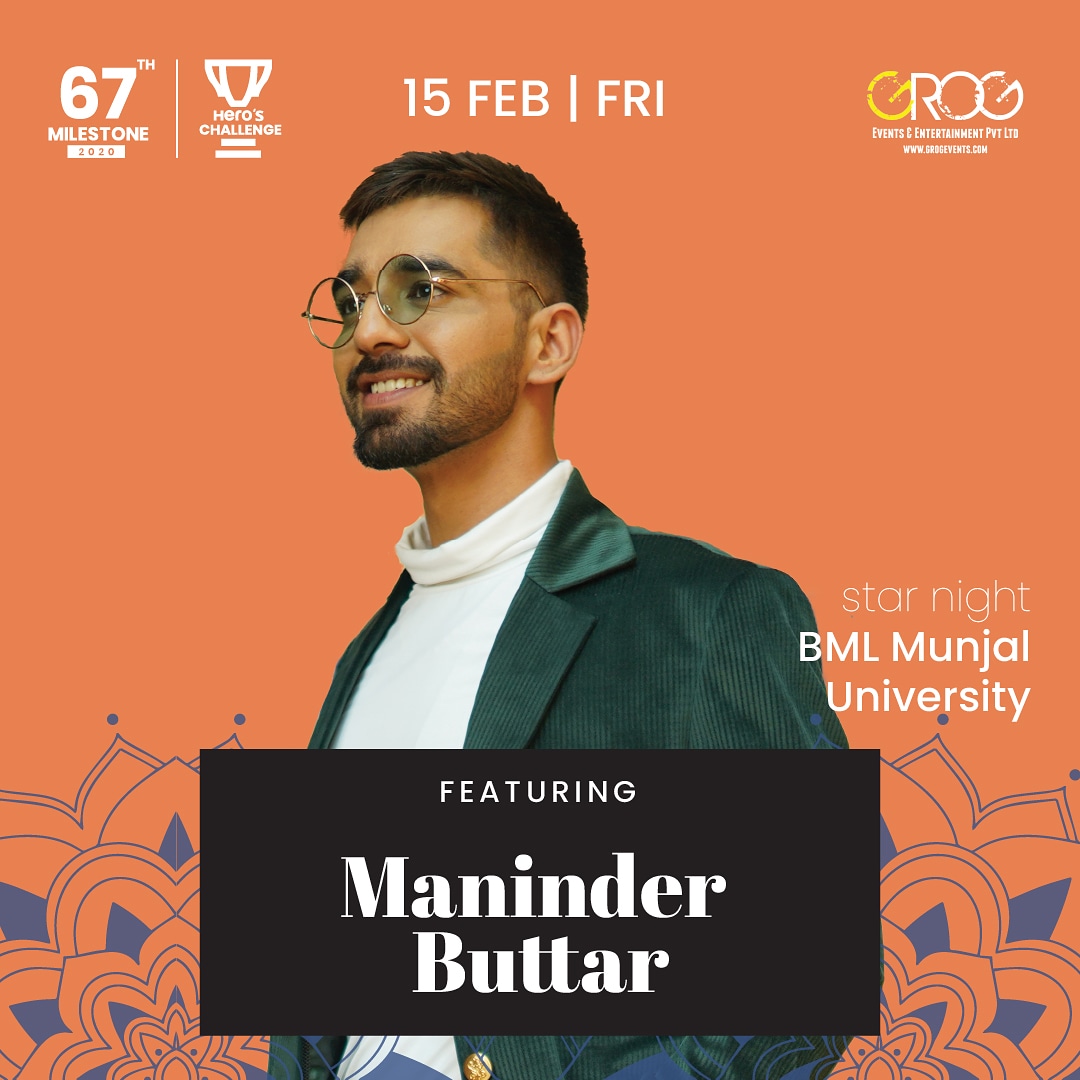 67TH
MILESTONE
2020
HERO'S
CHALLENGE
15 FEB | FRI
GROG
EVENTS & ENTERTAINMENT PVT LTD
WWW.GROGEVENTS.COM
star night
BML Munjal
University
FEATURING
Maninder
Buttar